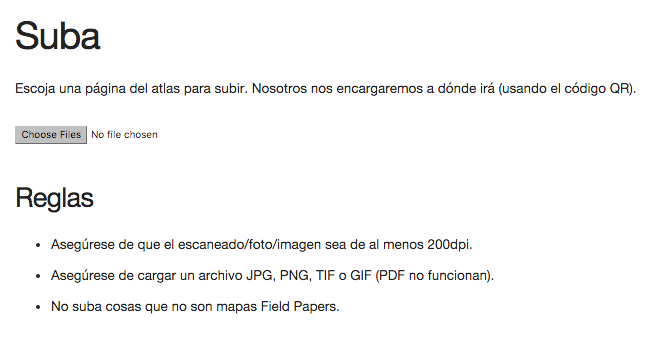 Suba
Escoja una página del atlas para subir. Nosotros nos encargaremos a dónde irá (usando el código QR).
Choose Files No file chosen
Reglas
• Asegúrese de que el escaneado/foto/imagen sea de al menos 200dpi.
• Asegúrese de cargar un archivo JPG, PNG, TIF o GIF (PDF no funcionan).
• No suba cosas que no son mapas Field Papers.